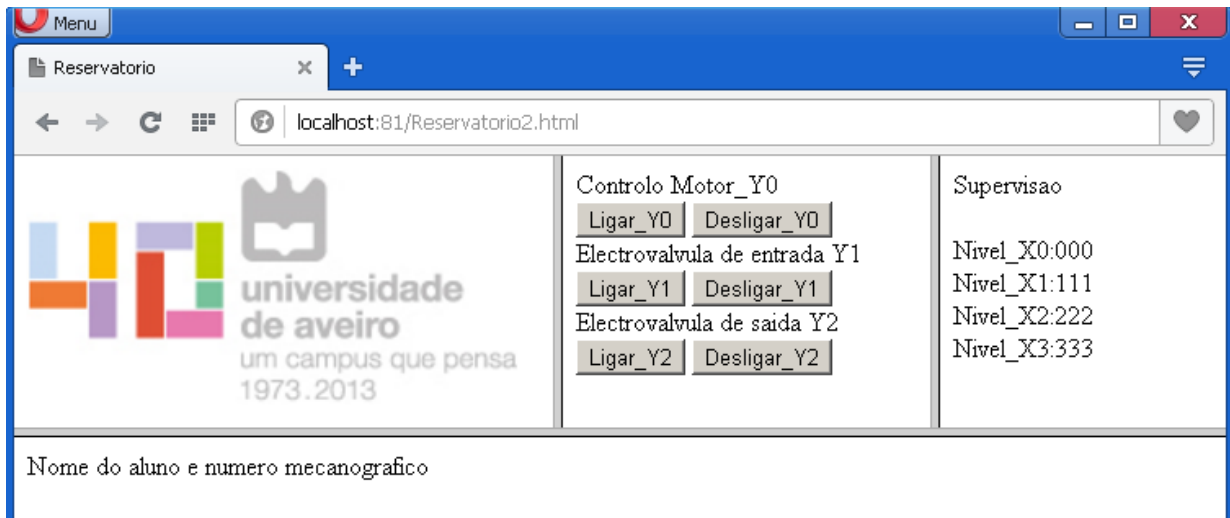 Menu
Reservatorio
localhost:81/Reservatorio2.html
universidade
de aveiro
um campus que pensa
1973.2013
Controlo Motor_Y0
Ligar_Y0 Desligar_Y0
Electrovalvula de entrada Y1
Ligar_Y1 Desligar_Y1
Electrovalvula de saida Y2
Ligar_Y2 Desligar_Y2
Supervisao
Nivel_X0:000
Nivel_X1:111
Nivel_X2:222
Nivel_X3:333
Nome do aluno e numero mecanografico